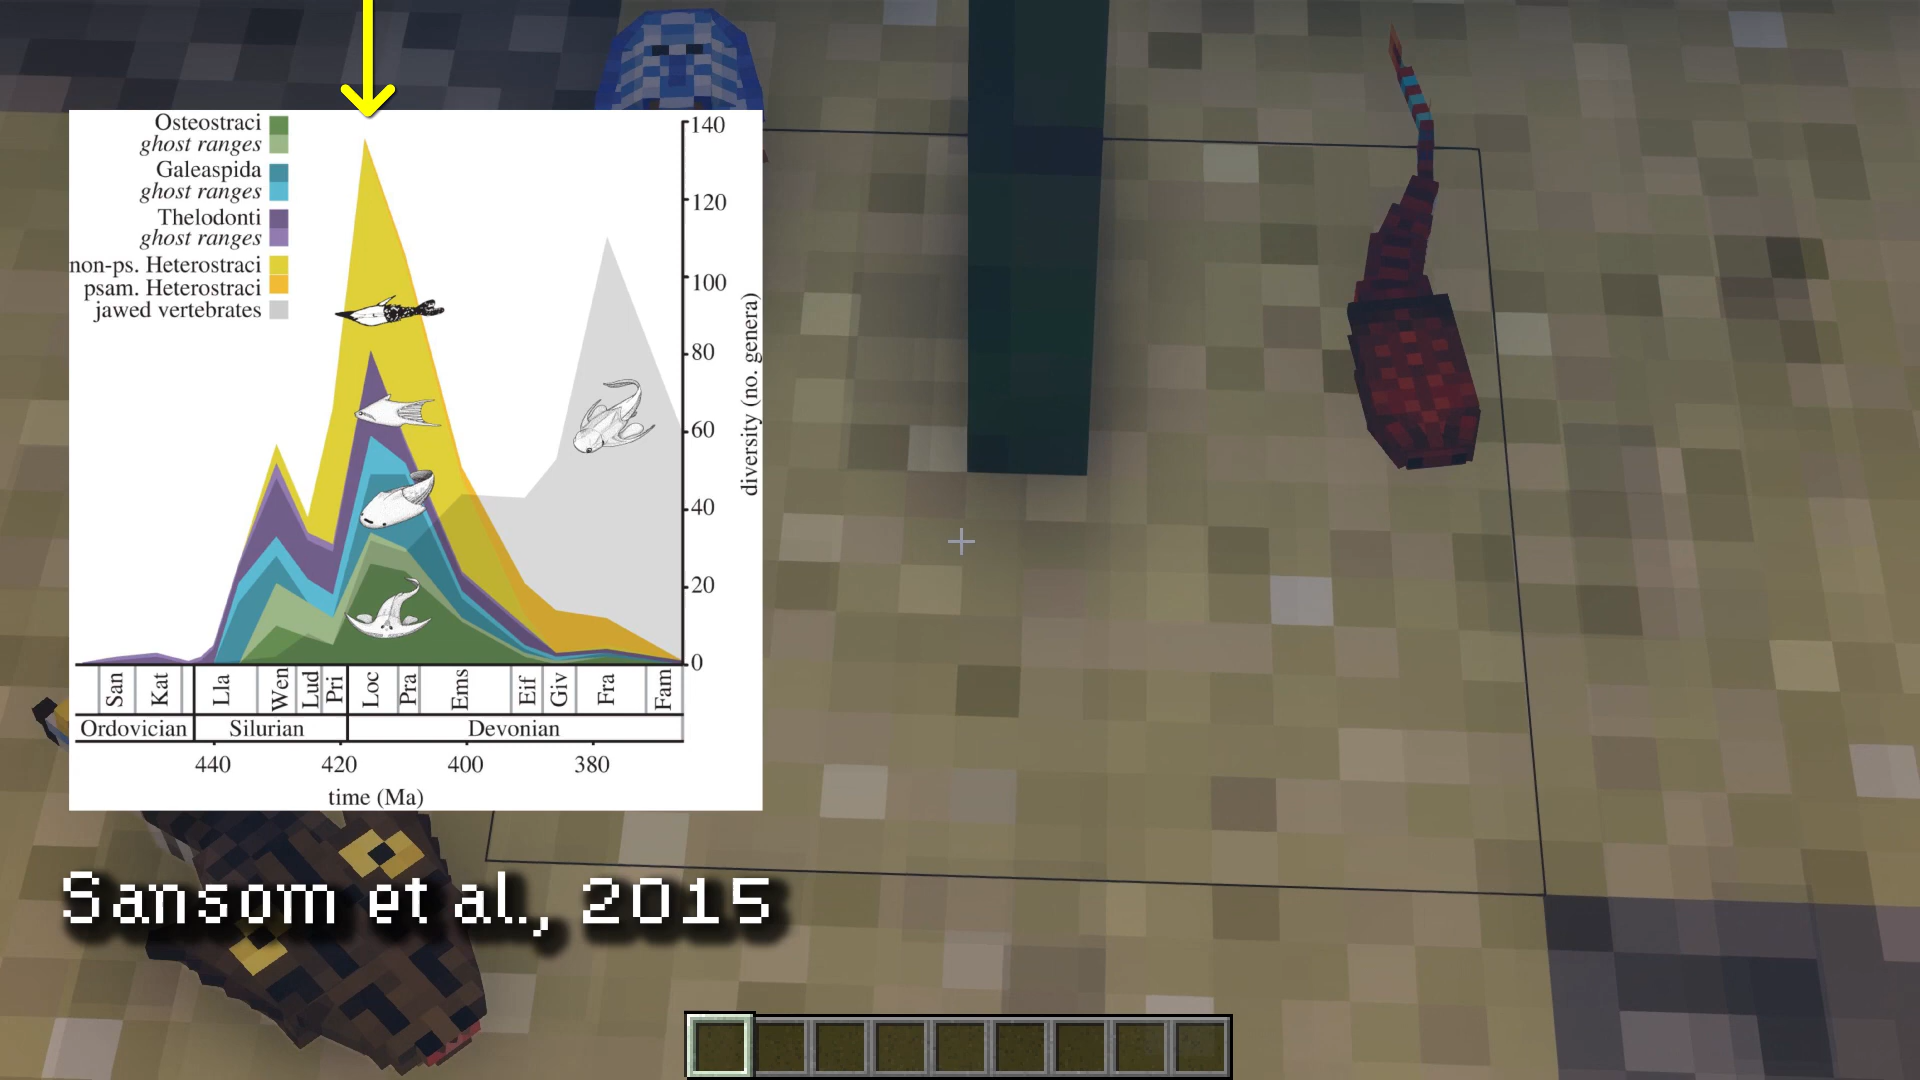 Osteostraci
ghost ranges
Galeaspida
ghost ranges
Thelodonti
ghost ranges
non-ps. Heterostraci
psam. Heterostraci
jawed vertebrates
140
120
100
80
60
40
20
0
diversity (no. genera)
San Kat Lla Wen Lud Pri Loc Pra Ems Eif Giv Fra Fam
Ordovician Silurian Devonian
440 420 400 380
time (Ma)
Sansom et al., 2015